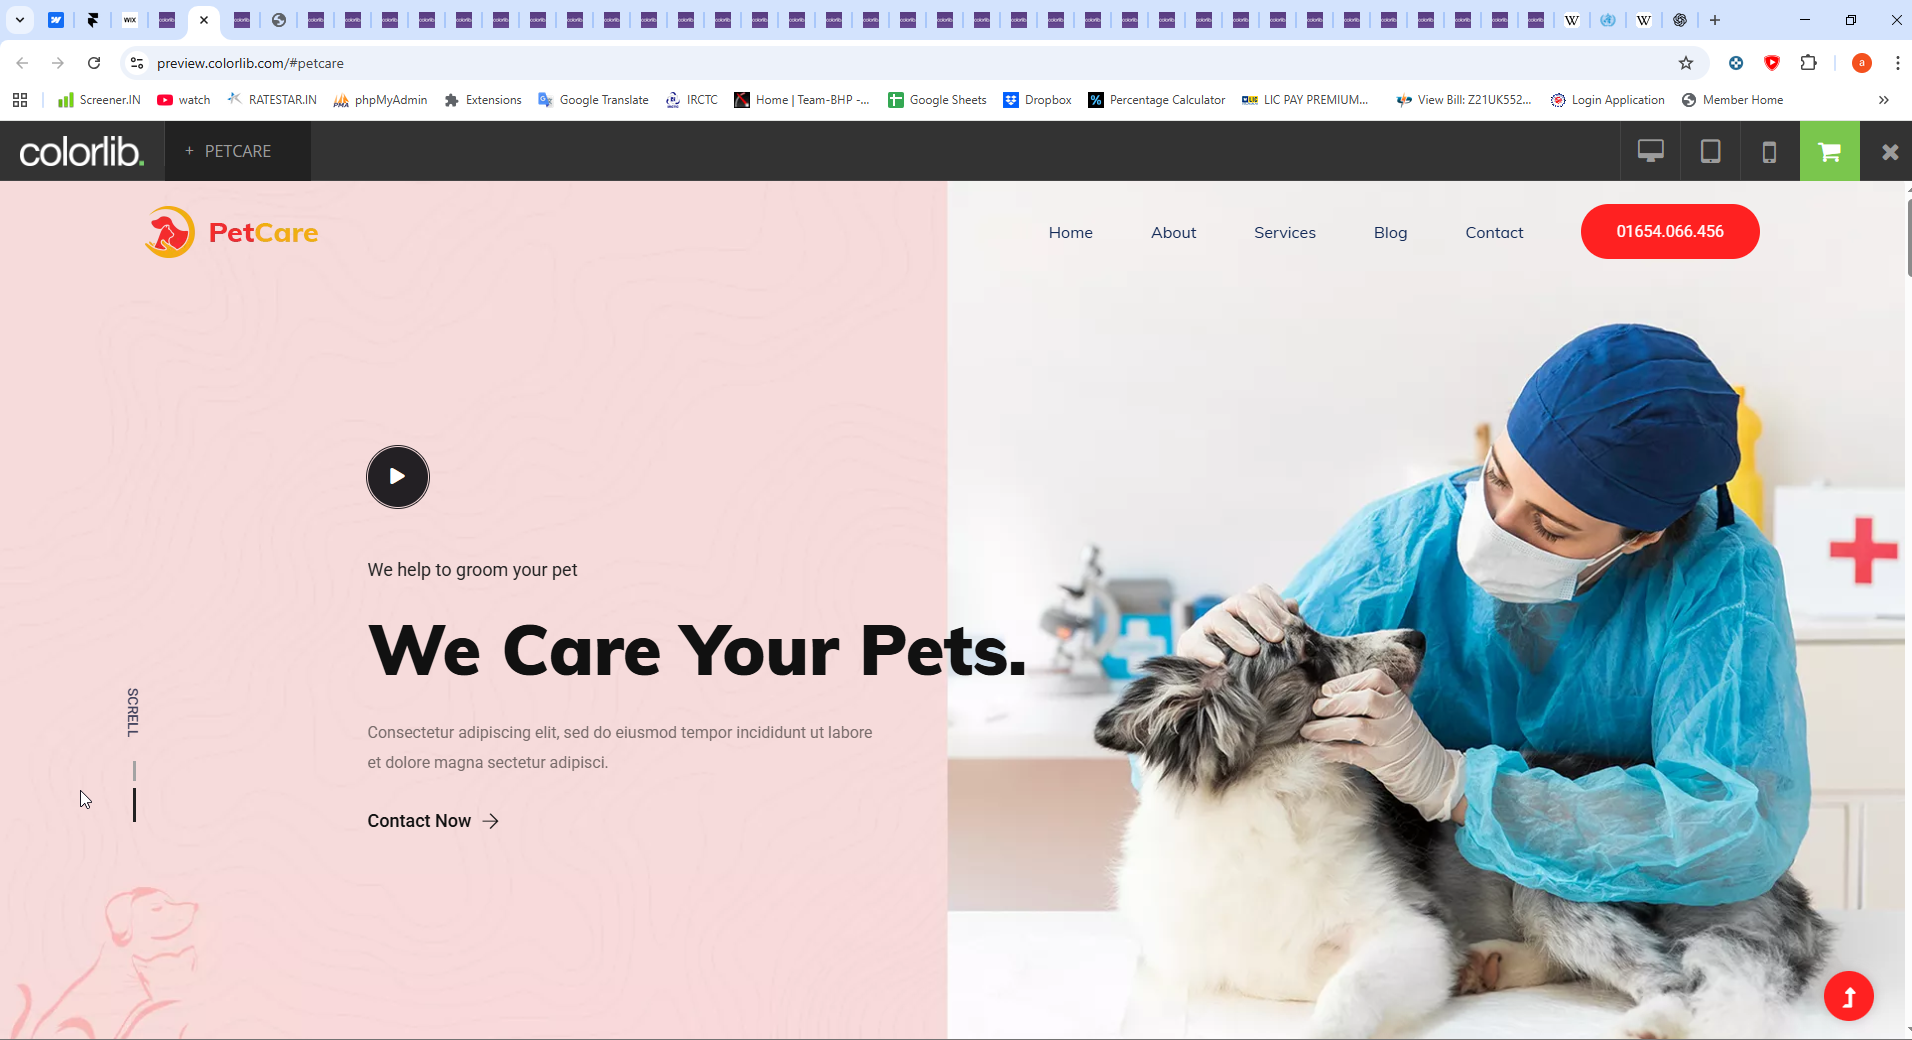 WIX
preview.colorlib.com/#petcare
a
Screener.IN
watch
RATESTAR.IN
phpMyAdmin
Extensions
Google Translate
IRCTC
Home | Team-BHP -...
Google Sheets
Dropbox
Percentage Calculator
LIC PAY PREMIUM...
View Bill: Z21UK552...
Login Application
Member Home
colorlib.
+ PETCARE
PetCare
Home
About
Services
Blog
Contact
01654.066.456
We help to groom your pet
We Care Your Pets.
SCRELL
Consectetur adipiscing elit, sed do eiusmod tempor incididunt ut labore
et dolore magna sectetur adipisci.
Contact Now